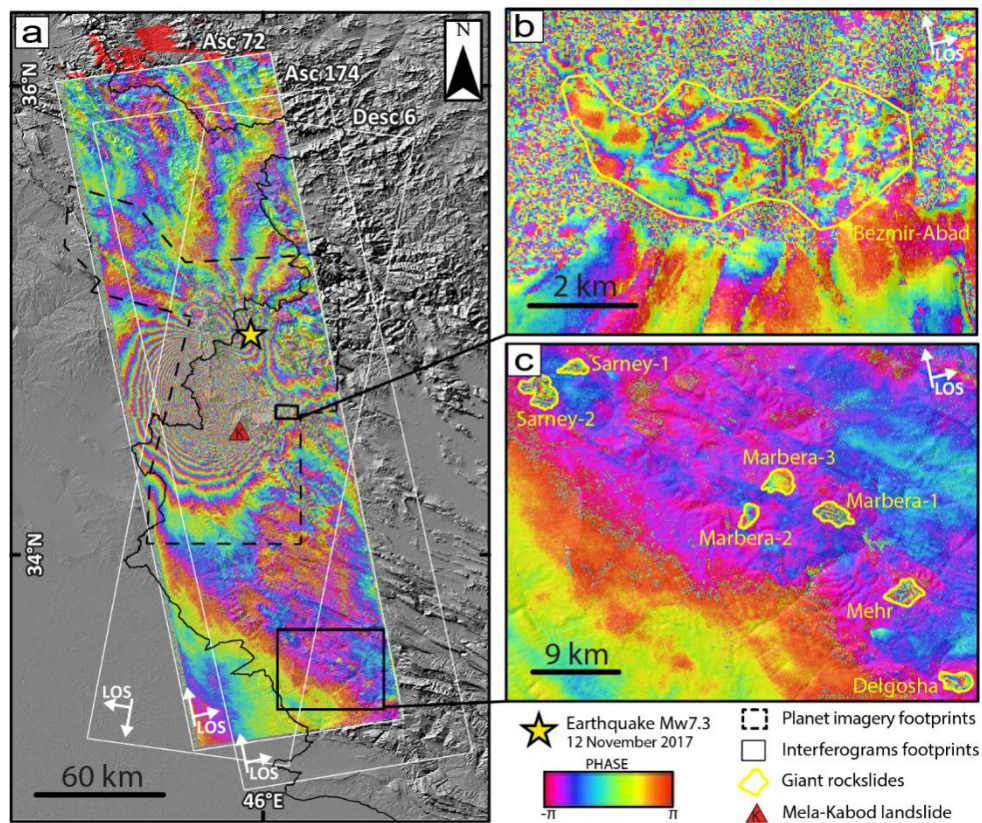 a
Asc 72
Asc 174
Desc 6
N
36°N
34°N
K
LOS
LOS
LOS
60 km
46°E
b
LOS
Bezmir-Abad
2 km
c
LOS
Sarney-1
Sarney-2
Marbera-3
Marbera-1
Marbera-2
Mehr
Delgosha
9 km
Earthquake Mw7.3
12 November 2017
PHASE
-π
π
Planet imagery footprints
Interferograms footprints
Giant rockslides
K
Mela-Kabod landslide